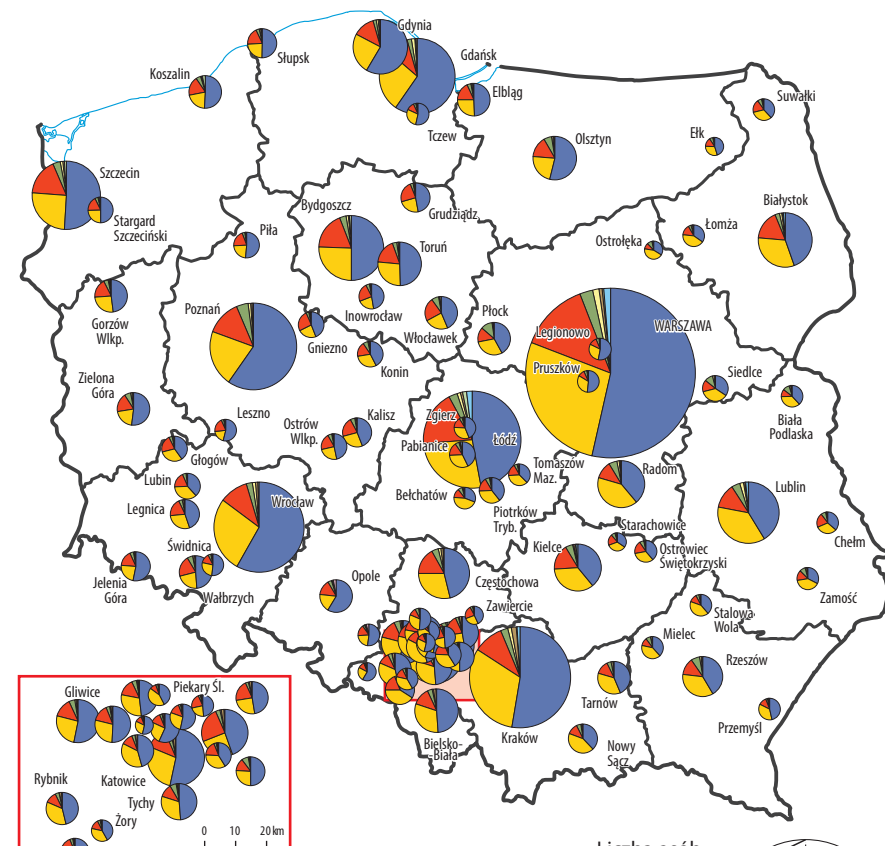 Gdynia
Gdańsk
Słupsk
Koszalin
Elbląg
Suwałki
Tczew
Ełk
Olsztyn
Szczecin
Stargard
Szczeciński
Bydgoszcz
Grudziądz
Białystok
Piła
Toruń
Łomża
Ostrołęka
Gorzów
Wlkp.
Poznań
Inowrocław
Włocławek
Płock
Legionowo
WARSZAWA
Gniezno
Konin
Pruszków
Siedlce
Zielona
Góra
Leszno
Ostrów
Wlkp.
Kalisz
Zgierz
Pabianice
Łódź
Biała
Podlaska
Głogów
Lubin
Legnica
Wrocław
Bełchatów
Tomaszów
Maz.
Piotrków
Tryb.
Radom
Lublin
Świdnica
Jelenia
Góra
Wałbrzych
Opole
Częstochowa
Kielce
Starachowice
Ostrowiec
Świętokrzyski
Chełm
Zamość
Zawiercie
Stalowa
Wola
Mielec
Rzeszów
Kraków
Tarnów
Przemyśl
Bielsko-
Biała
Nowy
Sącz
Gliwice
Piekary Śl.
Katowice
Rybnik
Tychy
Żory
0 10 20 km